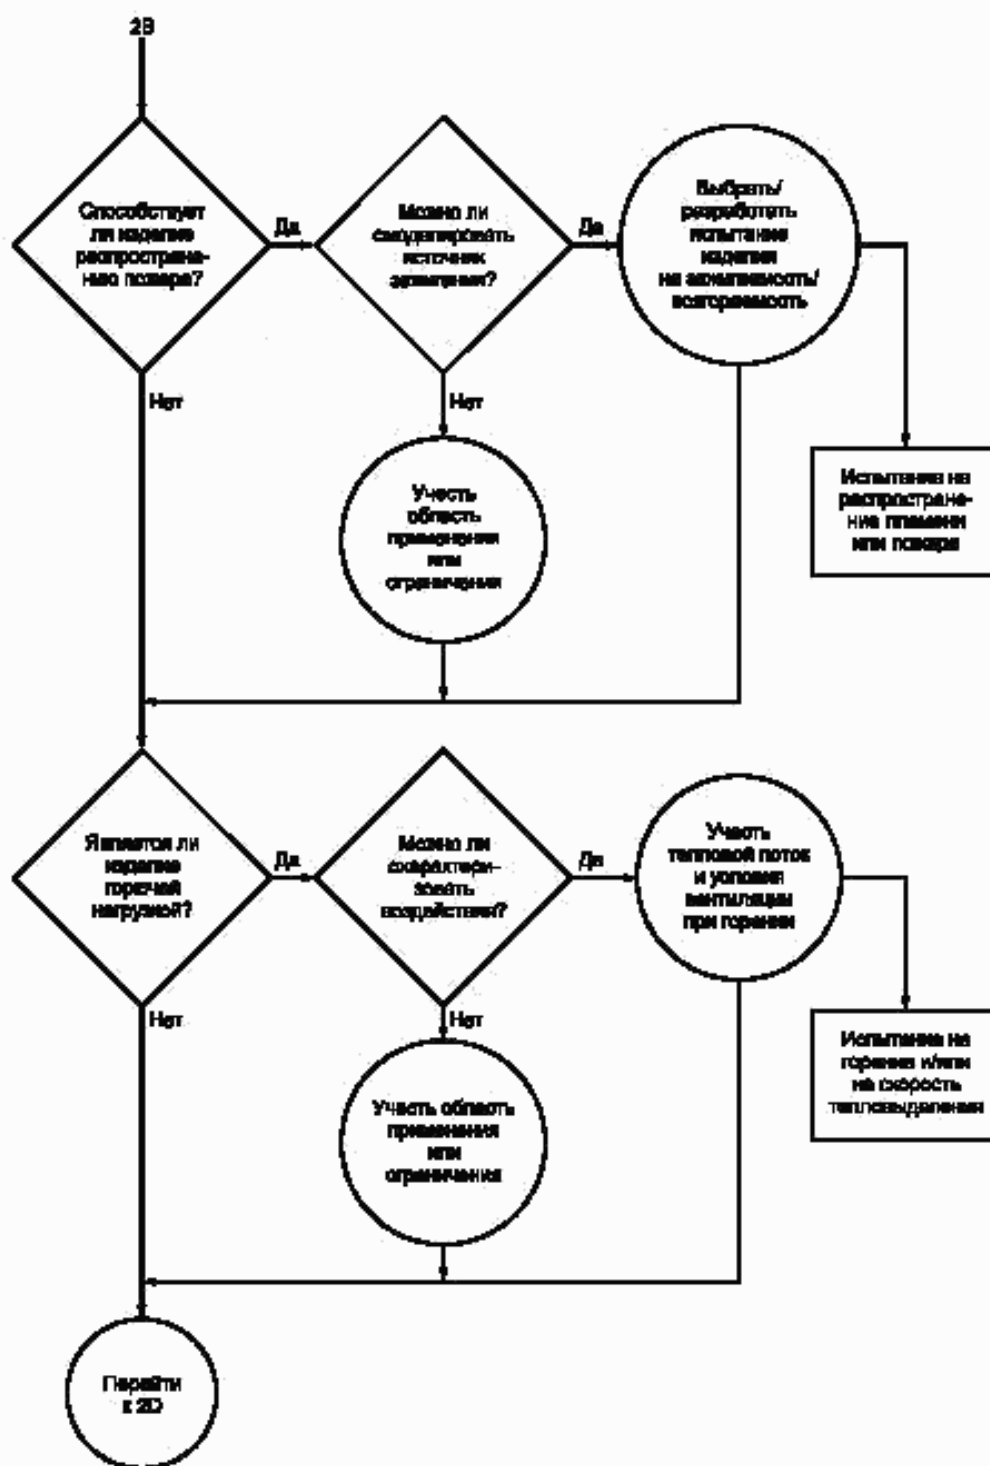 2B
Способствует
ли изделие
распростране-
нию пожара?
Да
Можно ли
смоделировать
источник
зажигания?
Да
Выбрать/
разработать
испытание
изделия
на зажигаемость/
возгораемость
Нет
Нет
Учесть
область
применения
или
ограничения
Испытание на
распростране-
ние пламени
или пожара
Является ли
изделие
горючей
нагрузкой?
Да
Можно ли
охарактери-
зовать
воздействия?
Да
Учесть
тепловой поток
и условия
вентиляции
при горении
Нет
Нет
Учесть область
применения
или
ограничения
Испытание на
горение и/или
на скорость
тепловыделения
Перейти
к 2D